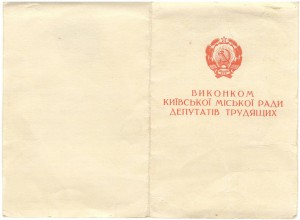 ВИКОНКОМ
КИЇВСЬКОЇ МІСЬКОЇ РАДИ
ДЕПУТАТІВ ТРУДЯЩИХ